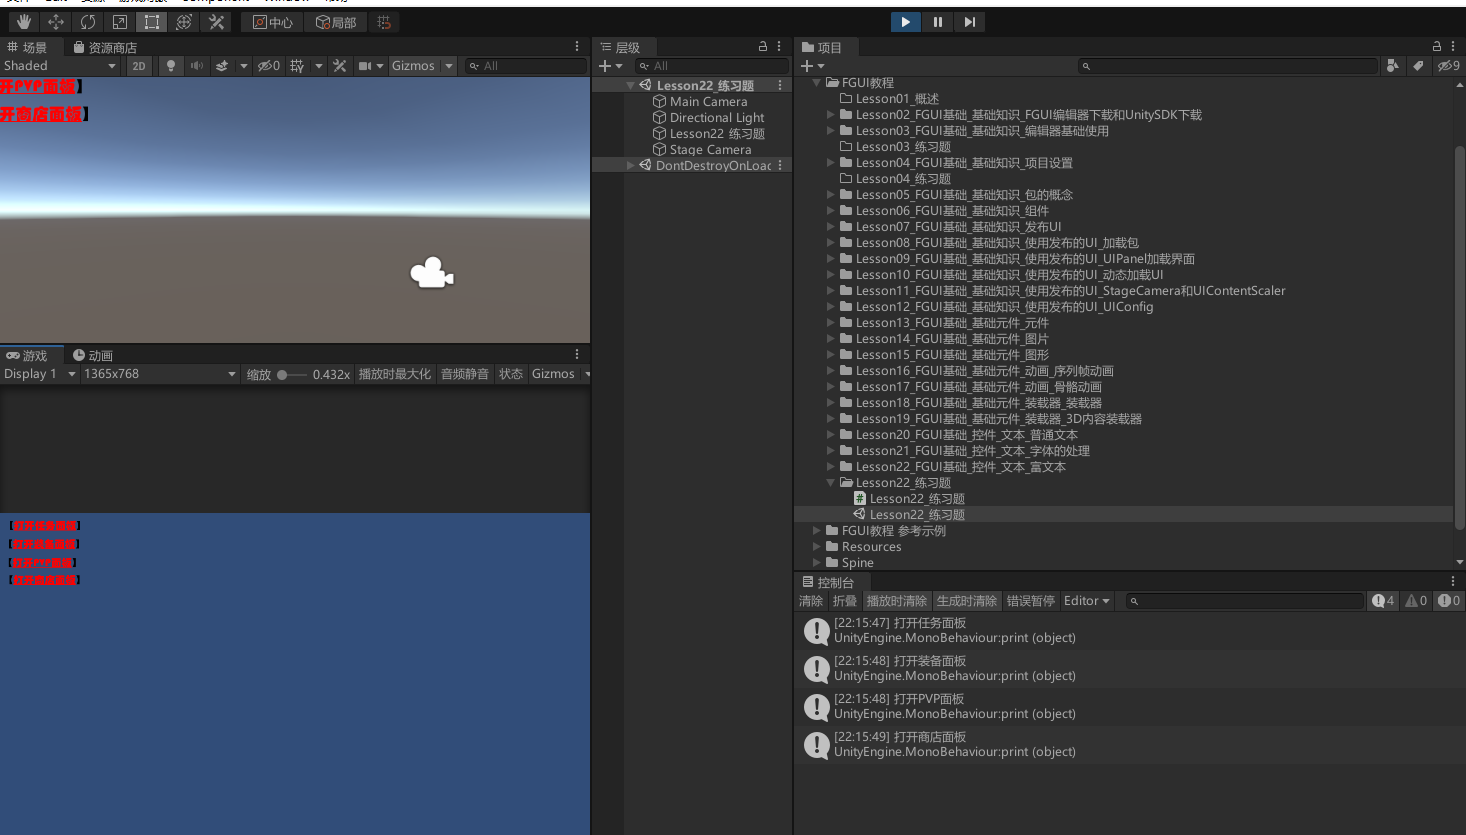 中心
局部
场景
资源商店
Shaded
2D
0
Gizmos
All
开PVP面板】
开商店面板】
游戏
动画
Display 1
1365x768
缩放
0.432x
播放时最大化
音频静音
状态
Gizmos
【打开任务面板】
【打开装备面板】
【打开PVP面板】
【打开商店面板】
层级
All
Lesson22_练习题
Main Camera
Directional Light
Lesson22 练习题
Stage Camera
DontDestroyOnLoad
项目
9
FGUI教程
Lesson01_概述
Lesson02_FGUI基础_基础知识_FGUI编辑器下载和UnitySDK下载
Lesson03_FGUI基础_基础知识_编辑器基础使用
Lesson03_练习题
Lesson04_FGUI基础_基础知识_项目设置
Lesson04_练习题
Lesson05_FGUI基础_基础知识_包的概念
Lesson06_FGUI基础_基础知识_组件
Lesson07_FGUI基础_基础知识_发布UI
Lesson08_FGUI基础_基础知识_使用发布的UI_加载包
Lesson09_FGUI基础_基础知识_使用发布的UI_UIPanel加载界面
Lesson10_FGUI基础_基础知识_使用发布的UI_动态加载UI
Lesson11_FGUI基础_基础知识_使用发布的UI_StageCamera和UIContentScaler
Lesson12_FGUI基础_基础知识_使用发布的UI_UIConfig
Lesson13_FGUI基础_基础元件_元件
Lesson14_FGUI基础_基础元件_图片
Lesson15_FGUI基础_基础元件_图形
Lesson16_FGUI基础_基础元件_动画_序列帧动画
Lesson17_FGUI基础_基础元件_动画_骨骼动画
Lesson18_FGUI基础_基础元件_装载器_装载器
Lesson19_FGUI基础_基础元件_装载器_3D内容装载器
Lesson20_FGUI基础_控件_文本_普通文本
Lesson21_FGUI基础_控件_文本_字体的处理
Lesson22_FGUI基础_控件_文本_富文本
Lesson22_练习题
Lesson22_练习题
Lesson22_练习题
FGUI教程 参考示例
Resources
Spine
控制台
清除
折叠
播放时清除
生成时清除
错误暂停
Editor
4
0
0
[22:15:47] 打开任务面板
UnityEngine.MonoBehaviour:print (object)
[22:15:48] 打开装备面板
UnityEngine.MonoBehaviour:print (object)
[22:15:48] 打开PVP面板
UnityEngine.MonoBehaviour:print (object)
[22:15:49] 打开商店面板
UnityEngine.MonoBehaviour:print (object)